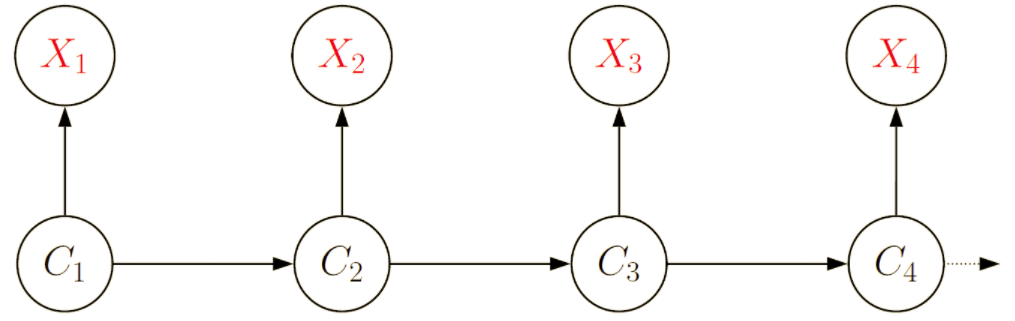 X₁ X₂ X₃ X₄
C₁ C₂ C₃ C₄